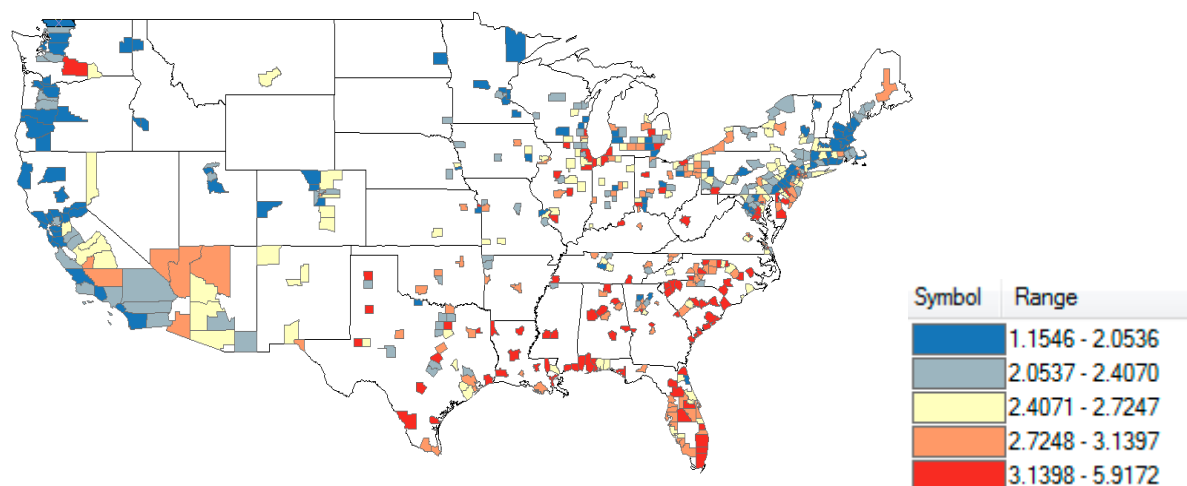 Symbol Range
1.1546 - 2.0536
2.0537 - 2.4070
2.4071 - 2.7247
2.7248 - 3.1397
3.1398 - 5.9172